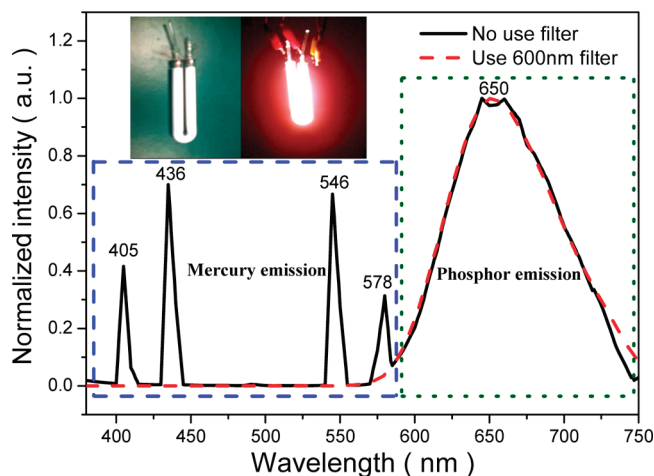 No use filter
Use 600nm filter
Normalized intensity ( a.u. )
1.2
1.0
0.8
0.6
0.4
0.2
0.0
650
436
546
405
578
Mercury emission
Phosphor emission
400 450 500 550 600 650 700 750
Wavelength ( nm )